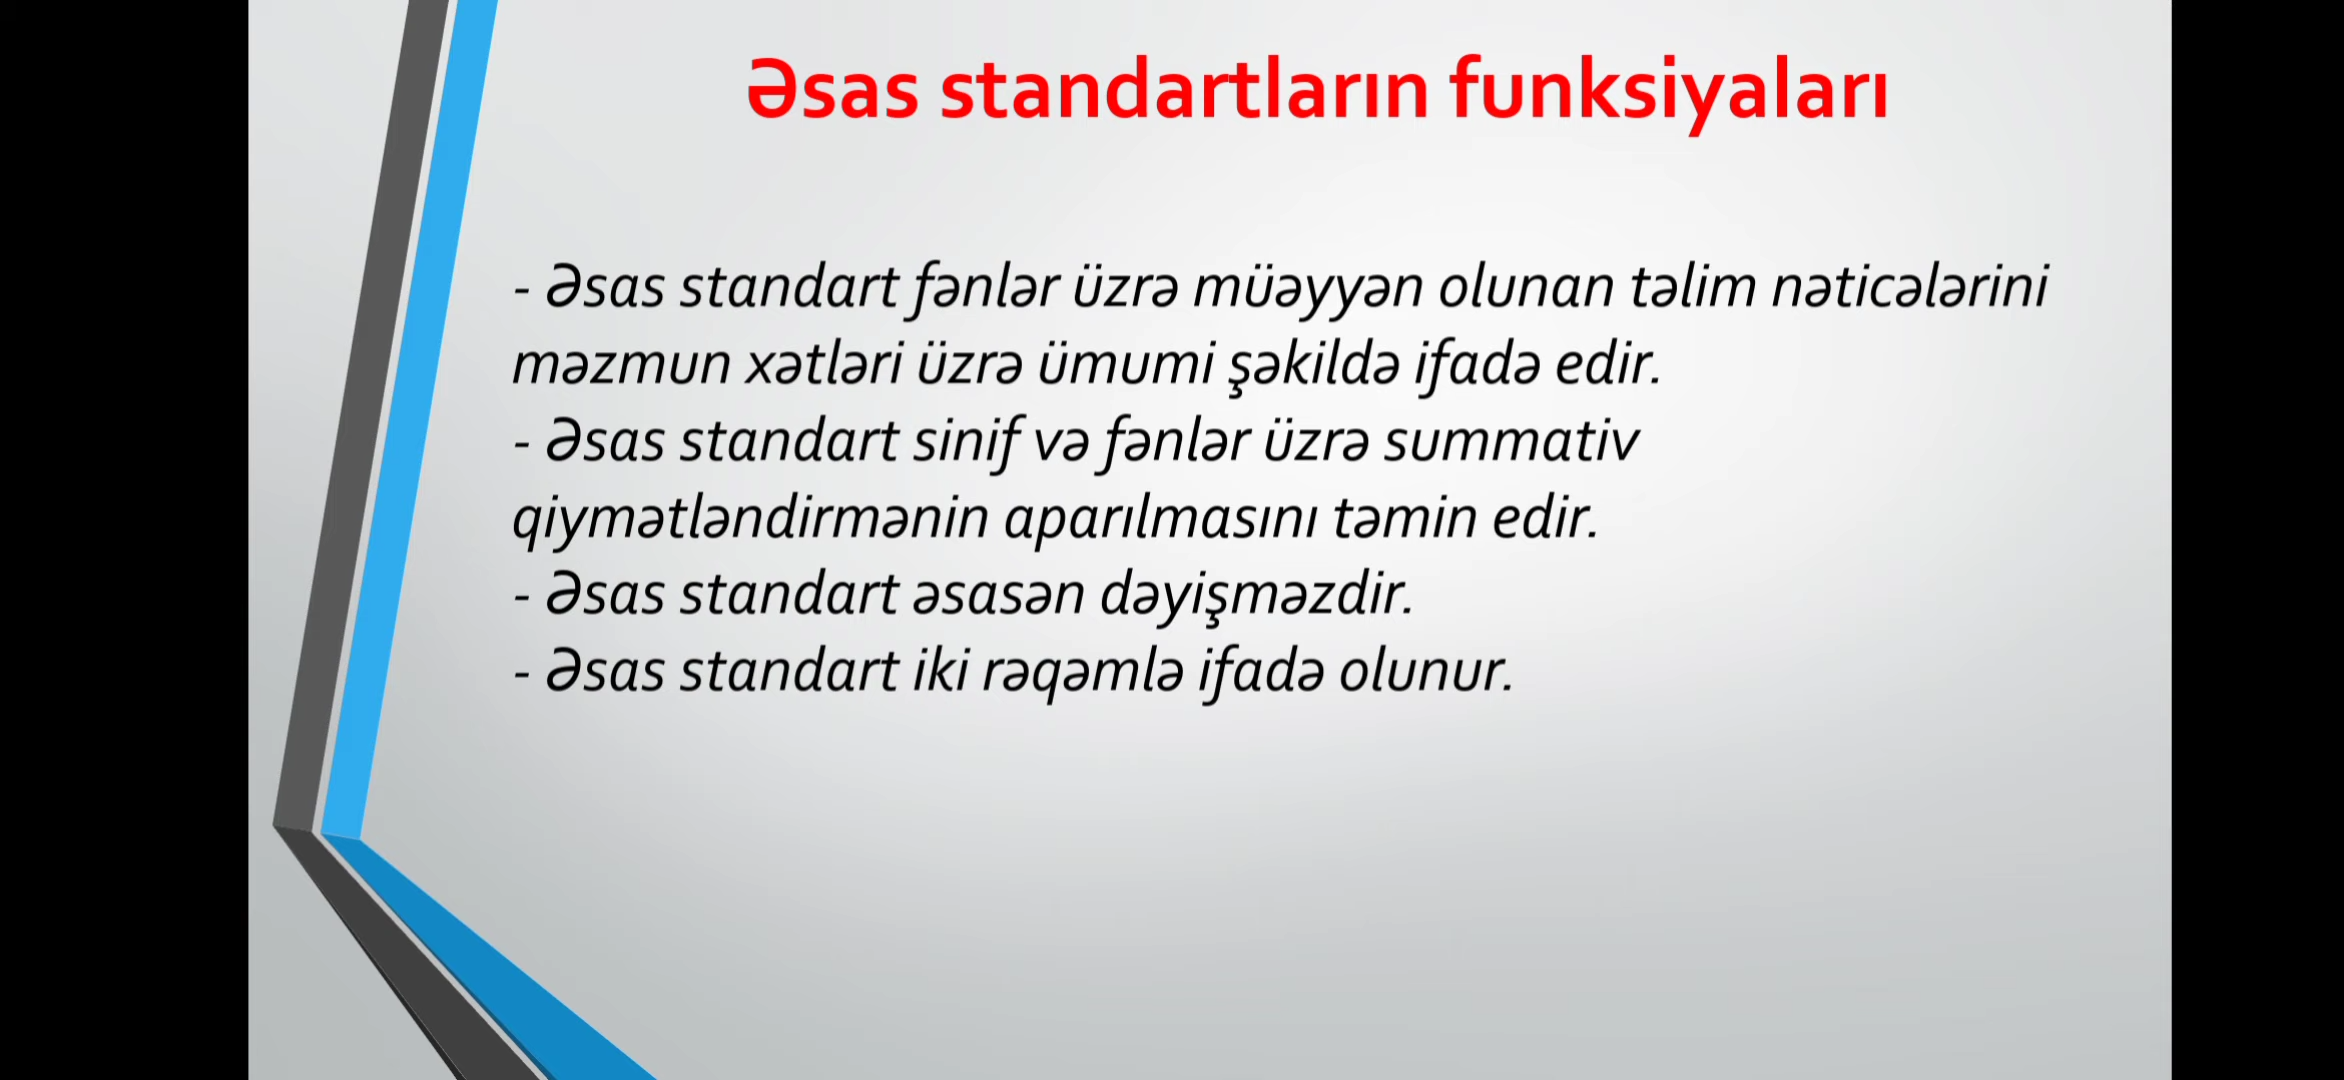 Əsas standartların funksiyaları
- Əsas standart fənlər üzrə müəyyən olunan təlim nəticələrini
məzmun xətləri üzrə ümumi şəkildə ifadə edir.
- Əsas standart sinif və fənlər üzrə summativ
qiymətləndirmənin aparılmasını təmin edir.
- Əsas standart əsasən dəyişməzdir.
- Əsas standart iki rəqəmlə ifadə olunur.